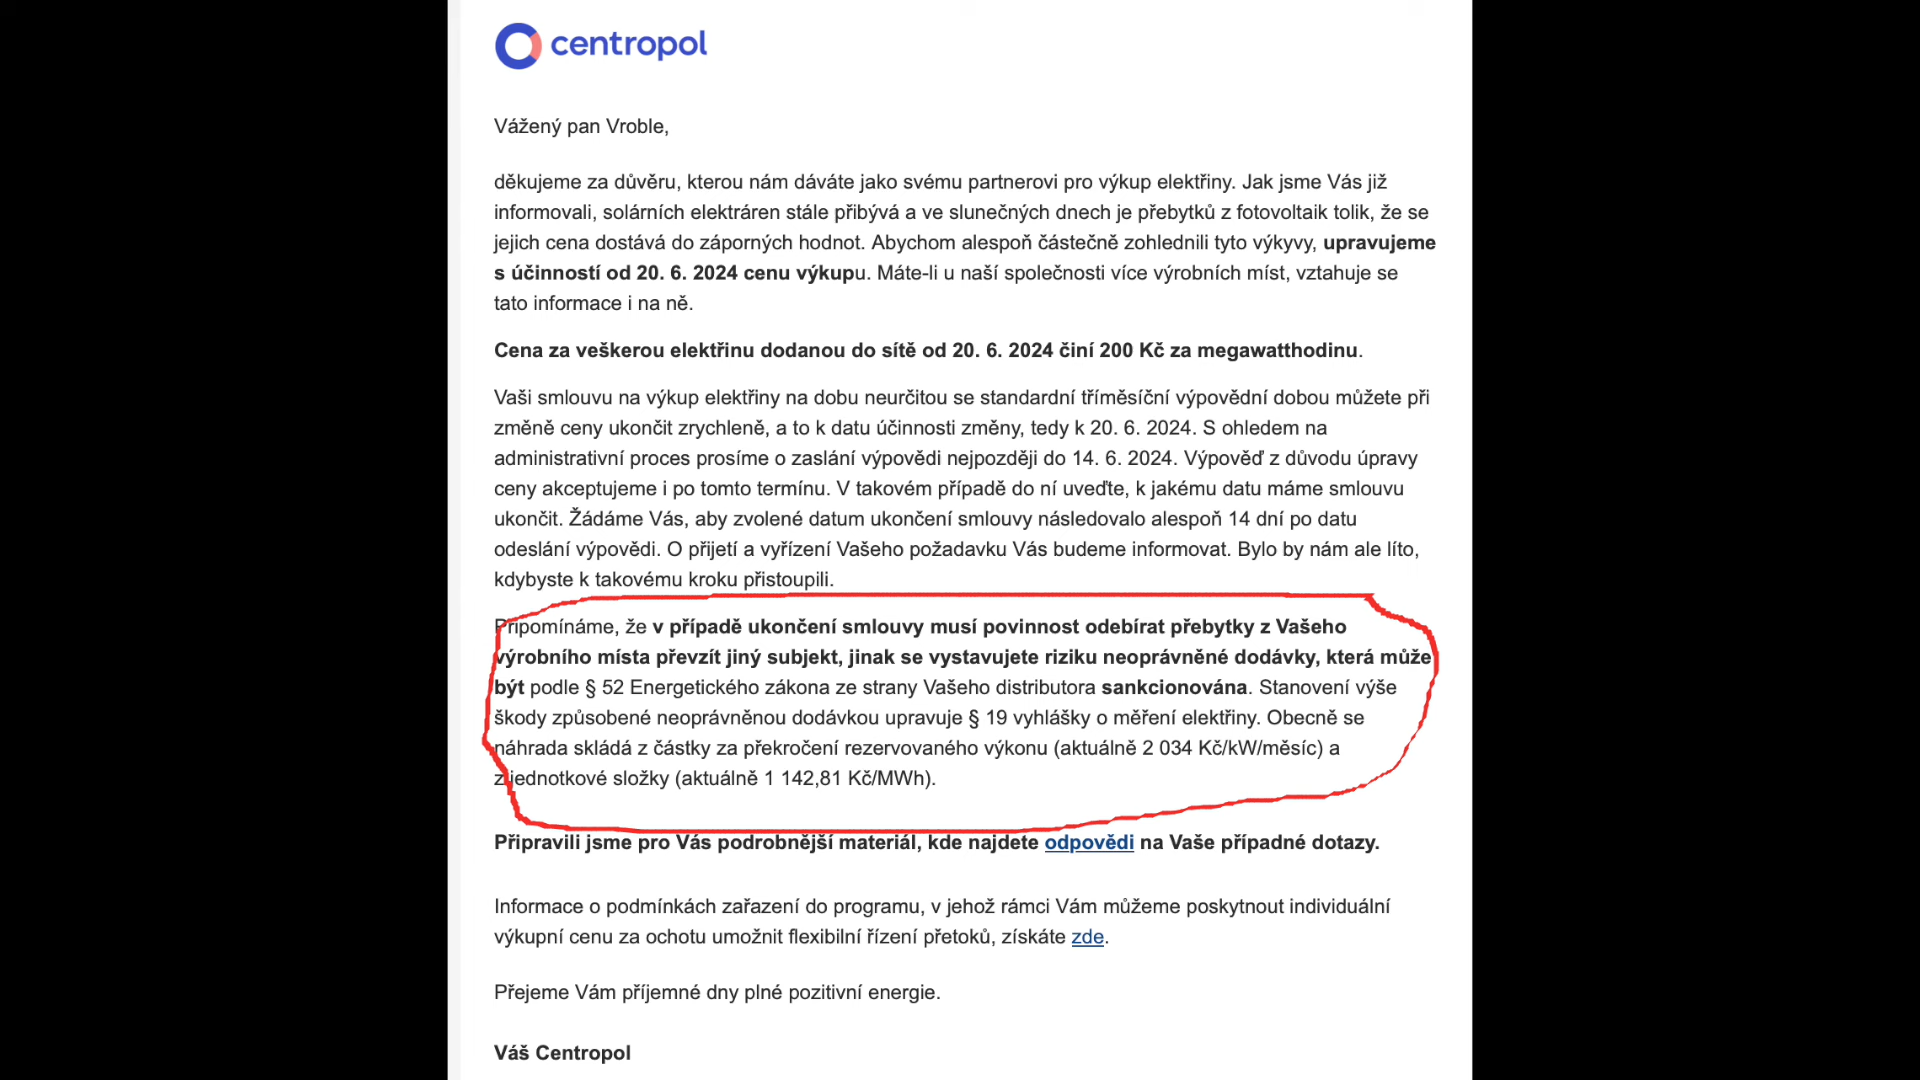 centropol
Vážený pan Vroble,
děkujeme za důvěru, kterou nám dáváte jako svému partnerovi pro výkup elektřiny. Jak jsme Vás již
informovali, solárních elektráren stále přibývá a ve slunečných dnech je přebytků z fotovoltaik tolik, že se
jejich cena dostává do záporných hodnot. Abychom alespoň částečně zohlednili tyto výkyvy, upravujeme
s účinností od 20. 6. 2024 cenu výkupu. Máte-li u naší společnosti více výrobních míst, vztahuje se
tato informace i na ně.
Cena za veškerou elektřinu dodanou do sítě od 20. 6. 2024 činí 200 Kč za megawatthodinu.
Vaši smlouvu na výkup elektřiny na dobu neurčitou se standardní tříměsíční výpovědní dobou můžete při
změně ceny ukončit zrychleně, a to k datu účinnosti změny, tedy k 20. 6. 2024. S ohledem na
administrativní proces prosíme o zaslání výpovědi nejpozději do 14. 6. 2024. Výpověď z důvodu úpravy
ceny akceptujeme i po tomto termínu. V takovém případě do ní uveďte, k jakému datu máme smlouvu
ukončit. Žádáme Vás, aby zvolené datum ukončení smlouvy následovalo alespoň 14 dní po datu
odeslání výpovědi. O přijetí a vyřízení Vašeho požadavku Vás budeme informovat. Bylo by nám ale líto,
kdybyste k takovému kroku přistoupili.
Připomínáme, že v případě ukončení smlouvy musí povinnost odebírat přebytky z Vašeho
výrobního místa převzít jiný subjekt, jinak se vystavujete riziku neoprávněné dodávky, která může
být podle § 52 Energetického zákona ze strany Vašeho distributora sankcionována. Stanovení výše
škody způsobené neoprávněnou dodávkou upravuje § 19 vyhlášky o měření elektřiny. Obecně se
náhrada skládá z částky za překročení rezervovaného výkonu (aktuálně 2 034 Kč/kW/měsíc) a
z jednotkové složky (aktuálně 1 142,81 Kč/MWh).
Připravili jsme pro Vás podrobnější materiál, kde najdete odpovědi na Vaše případné dotazy.
Informace o podmínkách zařazení do programu, v jehož rámci Vám můžeme poskytnout individuální
výkupní cenu za ochotu umožnit flexibilní řízení přetoků, získáte zde.
Přejeme Vám příjemné dny plné pozitivní energie.
Váš Centropol